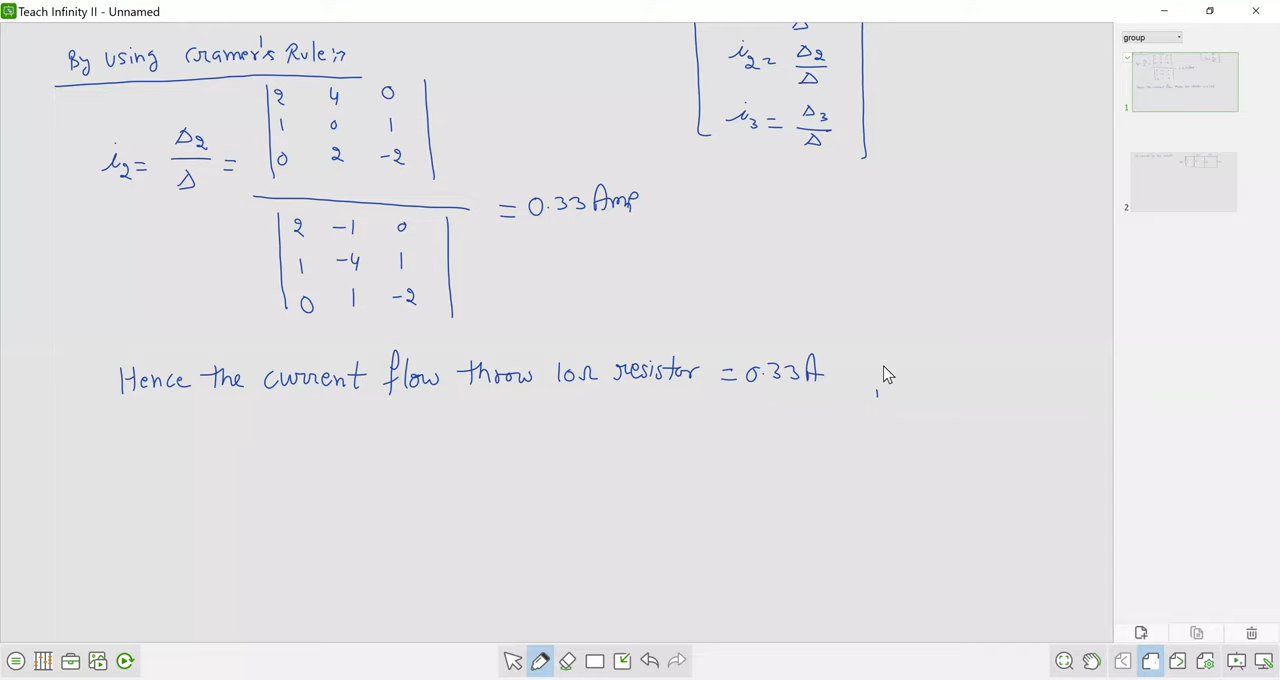 Teach Infinity II - Unnamed
By using Cramer's Rule:
i2 = Δ2/Δ =
2 4 0
1 0 1
0 2 -2
2 -1 0
1 -4 1
0 1 -2
= 0.33 Amp
i2 = Δ2/Δ
i3 = Δ3/Δ
Hence the current flow throw 10Ω resistor = 0.33A
group
1
2